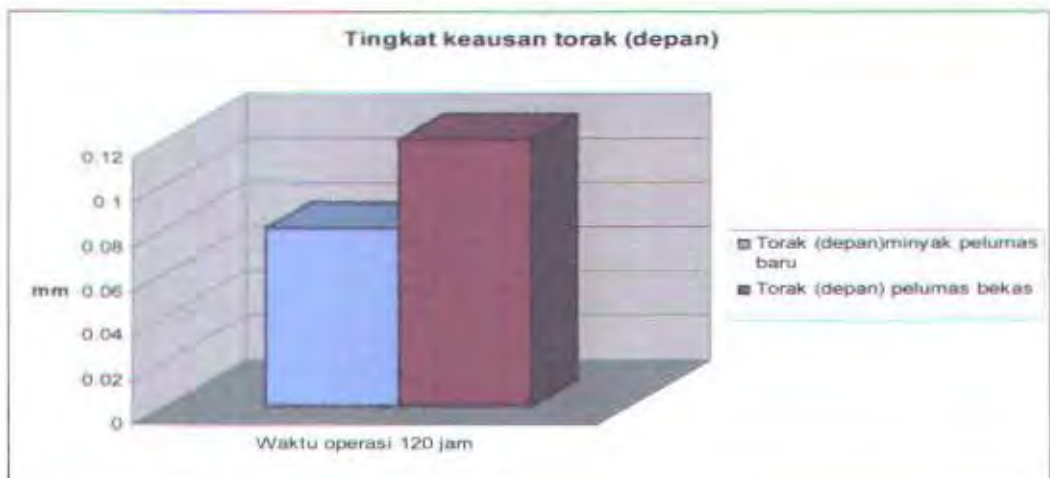 Tingkat keausan torak (depan)
0.12
0.1
0.08
mm 0.06
0.04
0.02
0
Waktu operasi 120 jam
Torak (depan)minyak pelumas
baru
Torak (depan) pelumas bekas